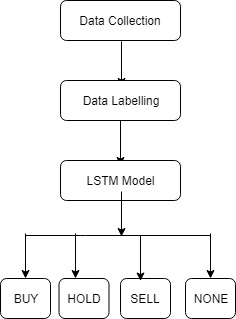 Data Collection
Data Labelling
LSTM Model
BUY HOLD SELL NONE